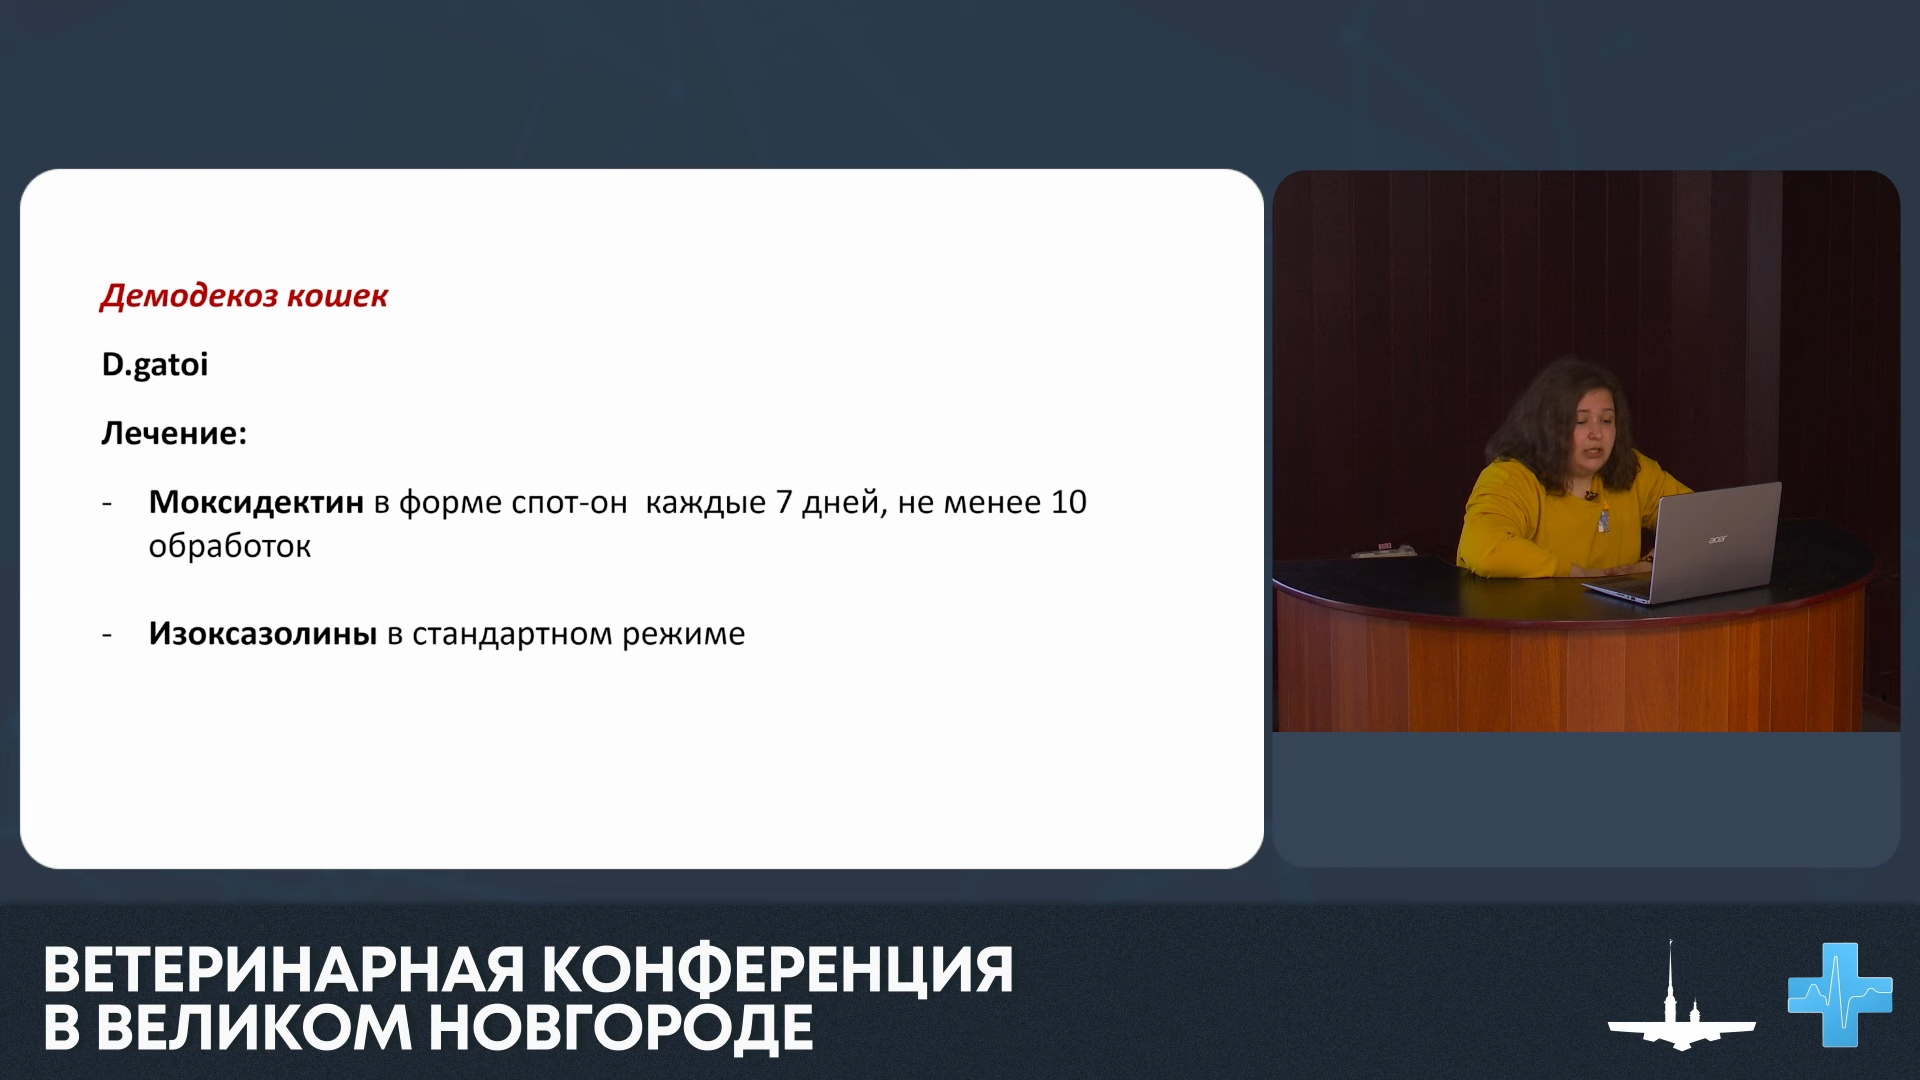 Демодекоз кошек
D.gatoi
Лечение:
- Моксидектин в форме спот-он каждые 7 дней, не менее 10
обработок
- Изоксазолины в стандартном режиме
acer
ВЕТЕРИНАРНАЯ КОНФЕРЕНЦИЯ
В ВЕЛИКОМ НОВГОРОДЕ